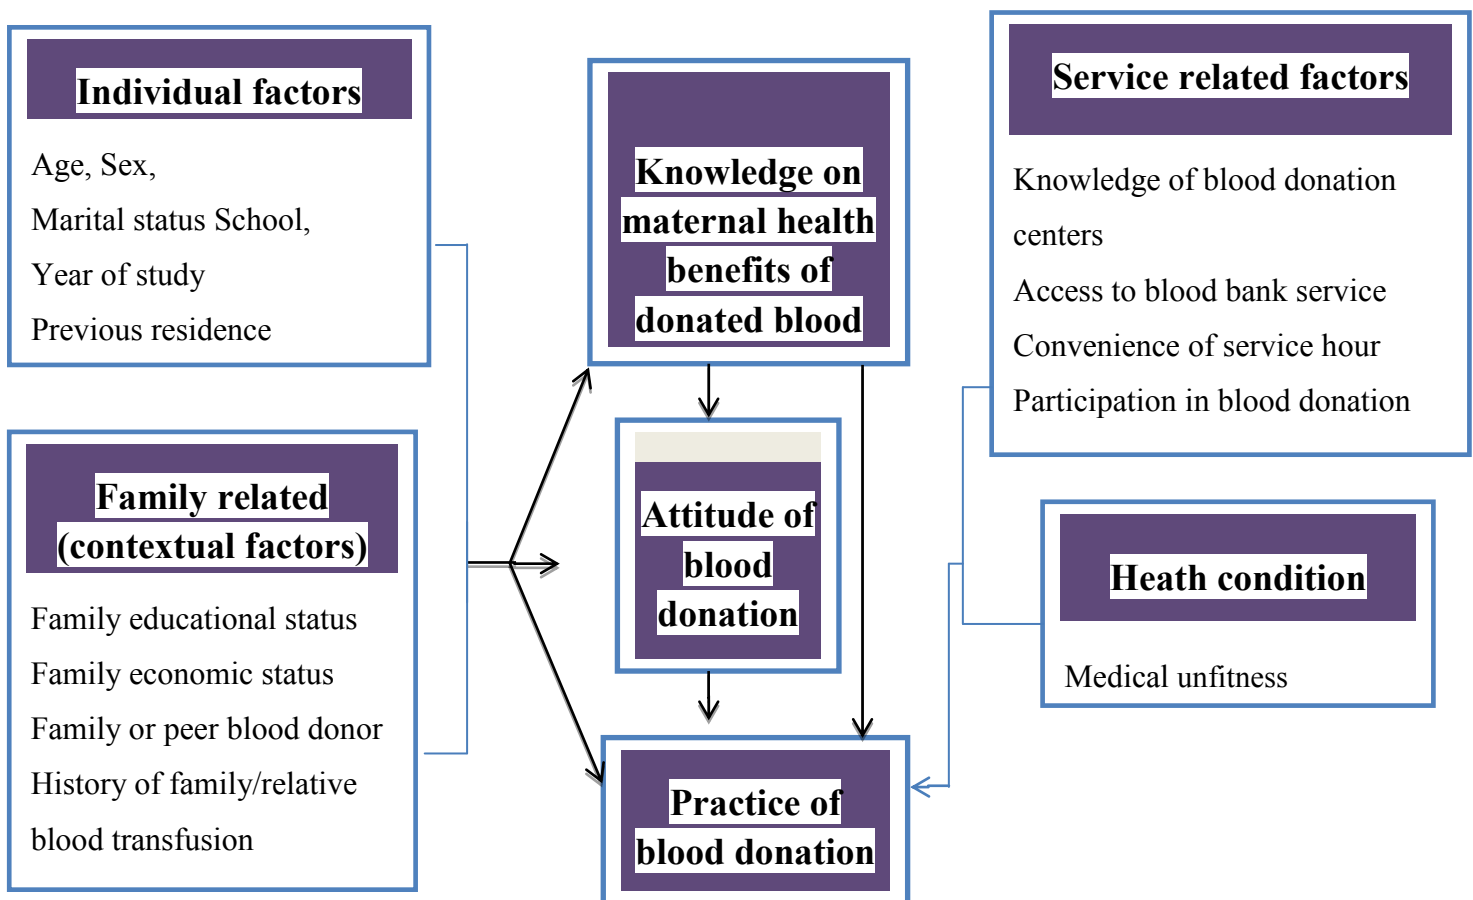 Individual factors
Age, Sex,
Marital status School,
Year of study
Previous residence
Family related
(contextual factors)
Family educational status
Family economic status
Family or peer blood donor
History of family/relative
blood transfusion
Knowledge on
maternal health
benefits of
donated blood
Attitude of
blood
donation
Practice of
blood donation
Service related factors
Knowledge of blood donation
centers
Access to blood bank service
Convenience of service hour
Participation in blood donation
Heath condition
Medical unfitness